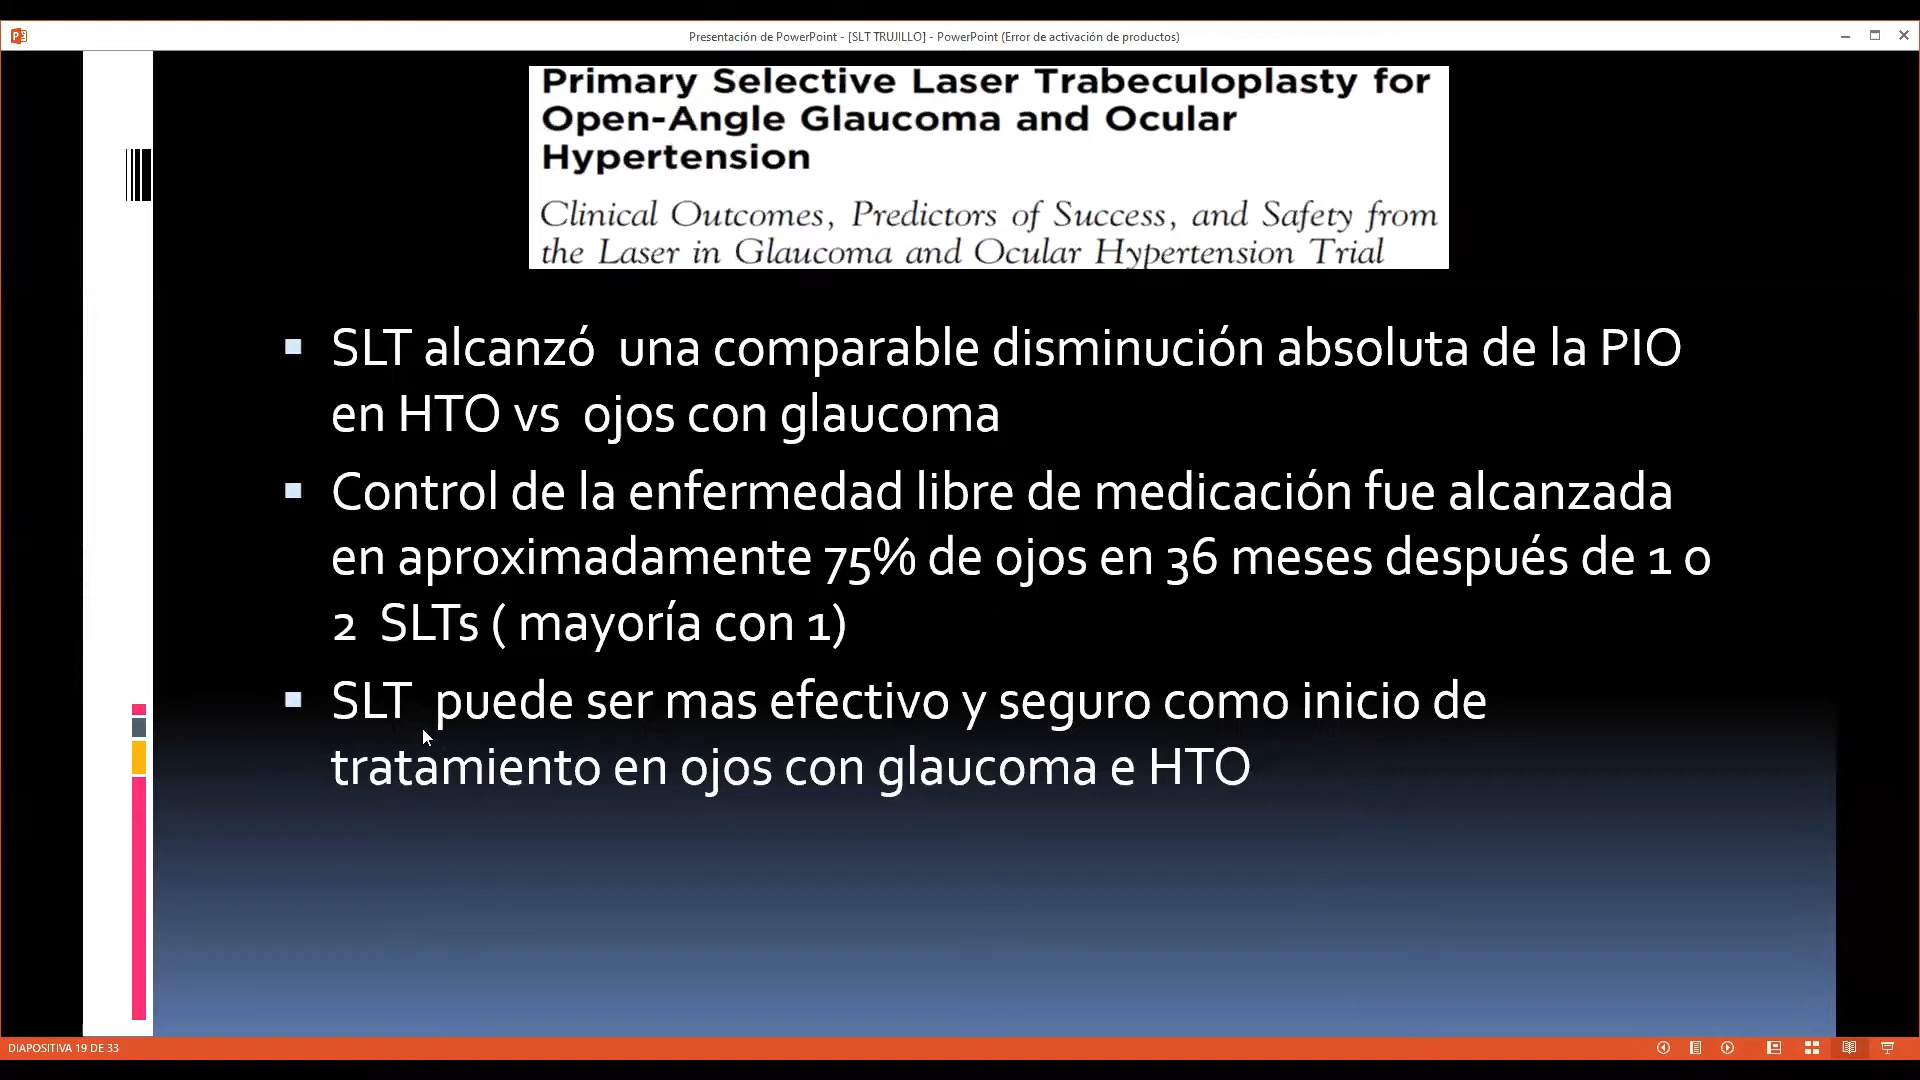 Presentación de PowerPoint - [SLT TRUJILLO] - PowerPoint (Error de activación de productos)
Primary Selective Laser Trabeculoplasty for
Open-Angle Glaucoma and Ocular
Hypertension
Clinical Outcomes, Predictors of Success, and Safety from
the Laser in Glaucoma and Ocular Hypertension Trial
SLT alcanzó una comparable disminución absoluta de la PIO
en HTO vs ojos con glaucoma
Control de la enfermedad libre de medicación fue alcanzada
en aproximadamente 75% de ojos en 36 meses después de 1 o
2 SLTs ( mayoría con 1)
SLT puede ser mas efectivo y seguro como inicio de
tratamiento en ojos con glaucoma e HTO
DIAPOSITIVA 19 DE 33